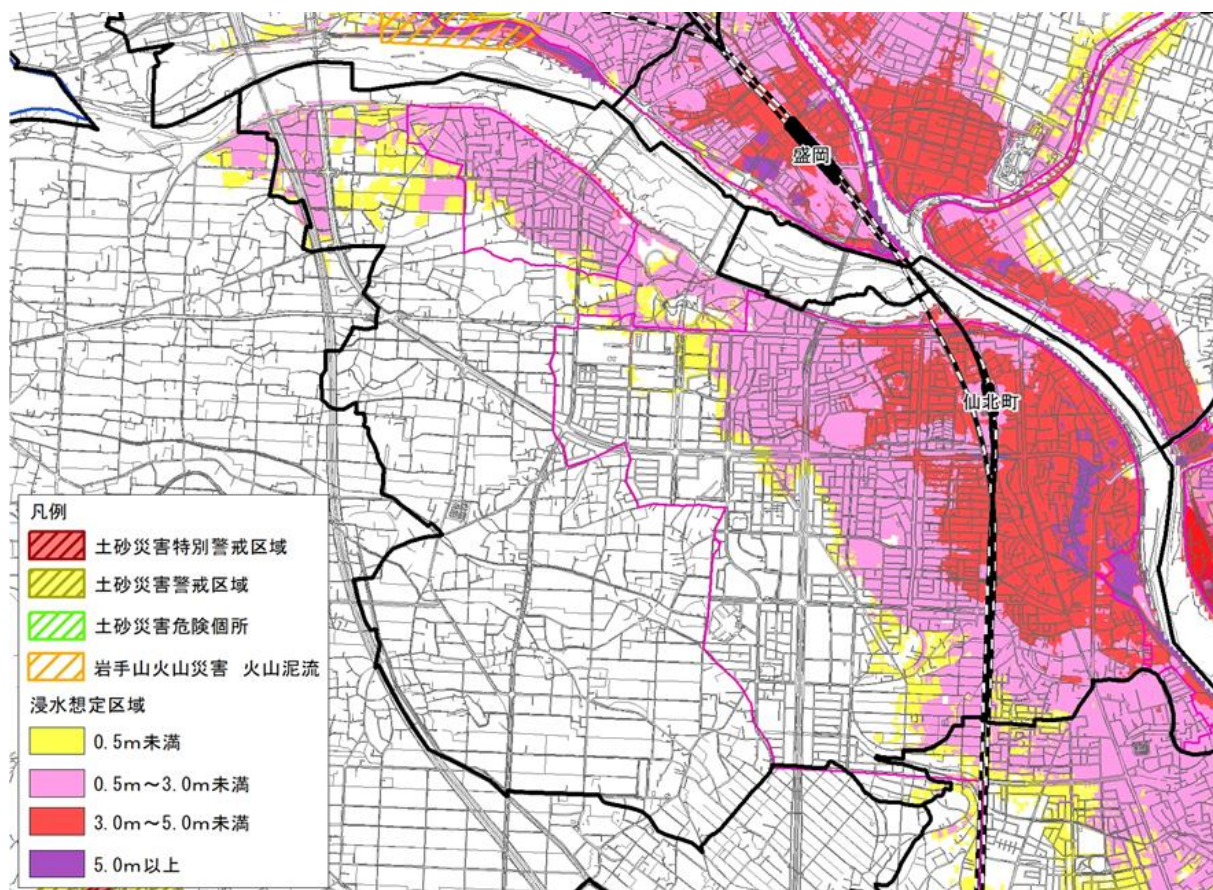 盛岡
仙北町
凡例
土砂災害特別警戒区域
土砂災害警戒区域
土砂災害危険個所
岩手山火山災害 火山泥流
浸水想定区域
0.5m未満
0.5m~3.0m未満
3.0m~5.0m未満
5.0m以上